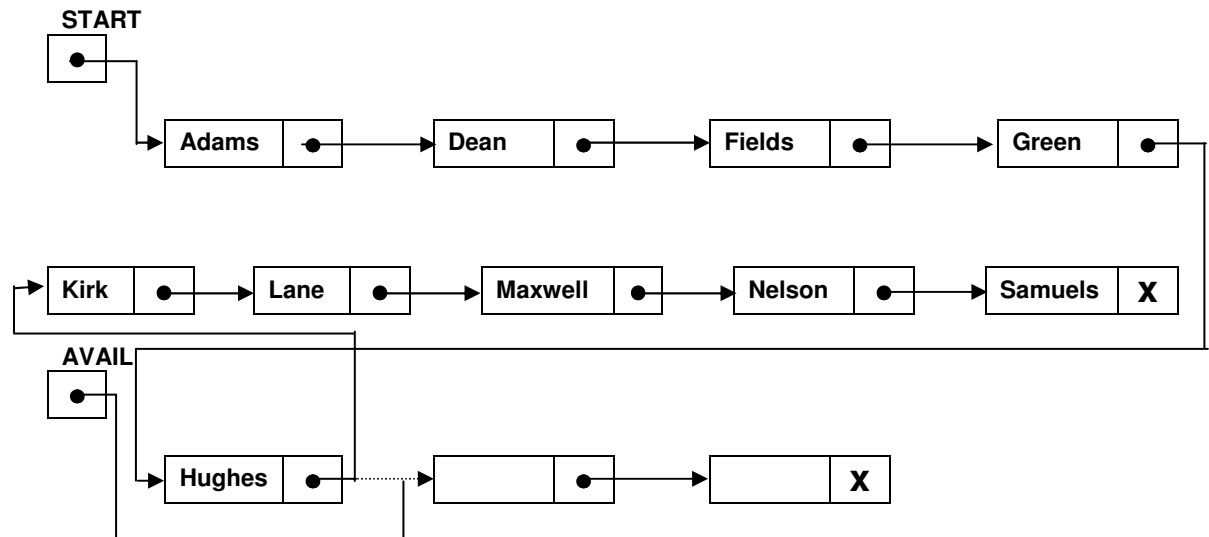 START
Adams Dean Fields Green
Kirk Lane Maxwell Nelson Samuels X
AVAIL
Hughes X